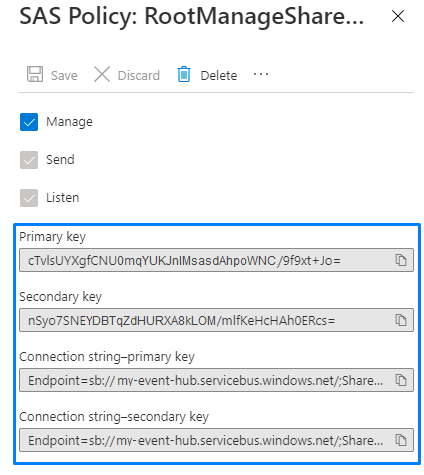 SAS Policy: RootManageShare...
Save Discard Delete ...
Manage
Send
Listen
Primary key
cTvlsUYXgfCNU0mqYUKJnIMsasdAhpoWNC/9f9xt+Jo=
Secondary key
nSyo7SNEYDBTqZdHURXA8kLOM/mlfKeHcHAh0ERcs=
Connection string–primary key
Endpoint=sb:// my-event-hub.servicebus.windows.net/;Share...
Connection string–secondary key
Endpoint=sb:// my-event-hub.servicebus.windows.net/;Share...